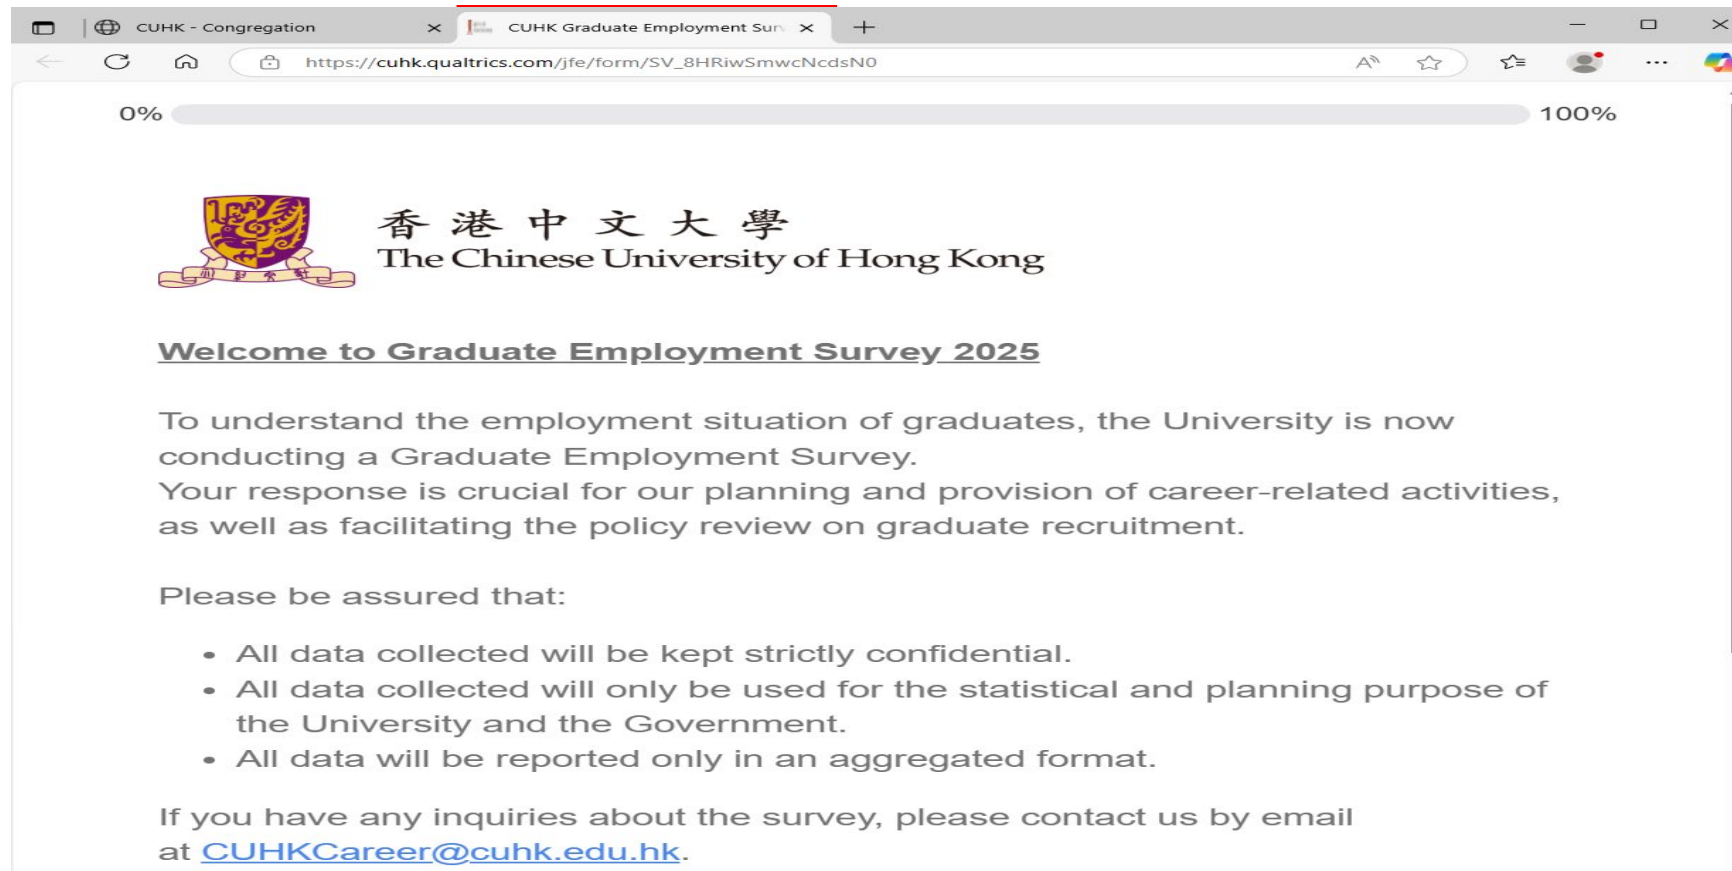 CUHK - Congregation
CUHK Graduate Employment Sur
https://cuhk.qualtrics.com/jfe/form/SV_8HRiwSmwcNcdsN0
0%
100%
香港中文大學
The Chinese University of Hong Kong
Welcome to Graduate Employment Survey 2025
To understand the employment situation of graduates, the University is now
conducting a Graduate Employment Survey.
Your response is crucial for our planning and provision of career-related activities,
as well as facilitating the policy review on graduate recruitment.
Please be assured that:
• All data collected will be kept strictly confidential.
• All data collected will only be used for the statistical and planning purpose of
the University and the Government.
• All data will be reported only in an aggregated format.
If you have any inquiries about the survey, please contact us by email
at CUHKCareer@cuhk.edu.hk.